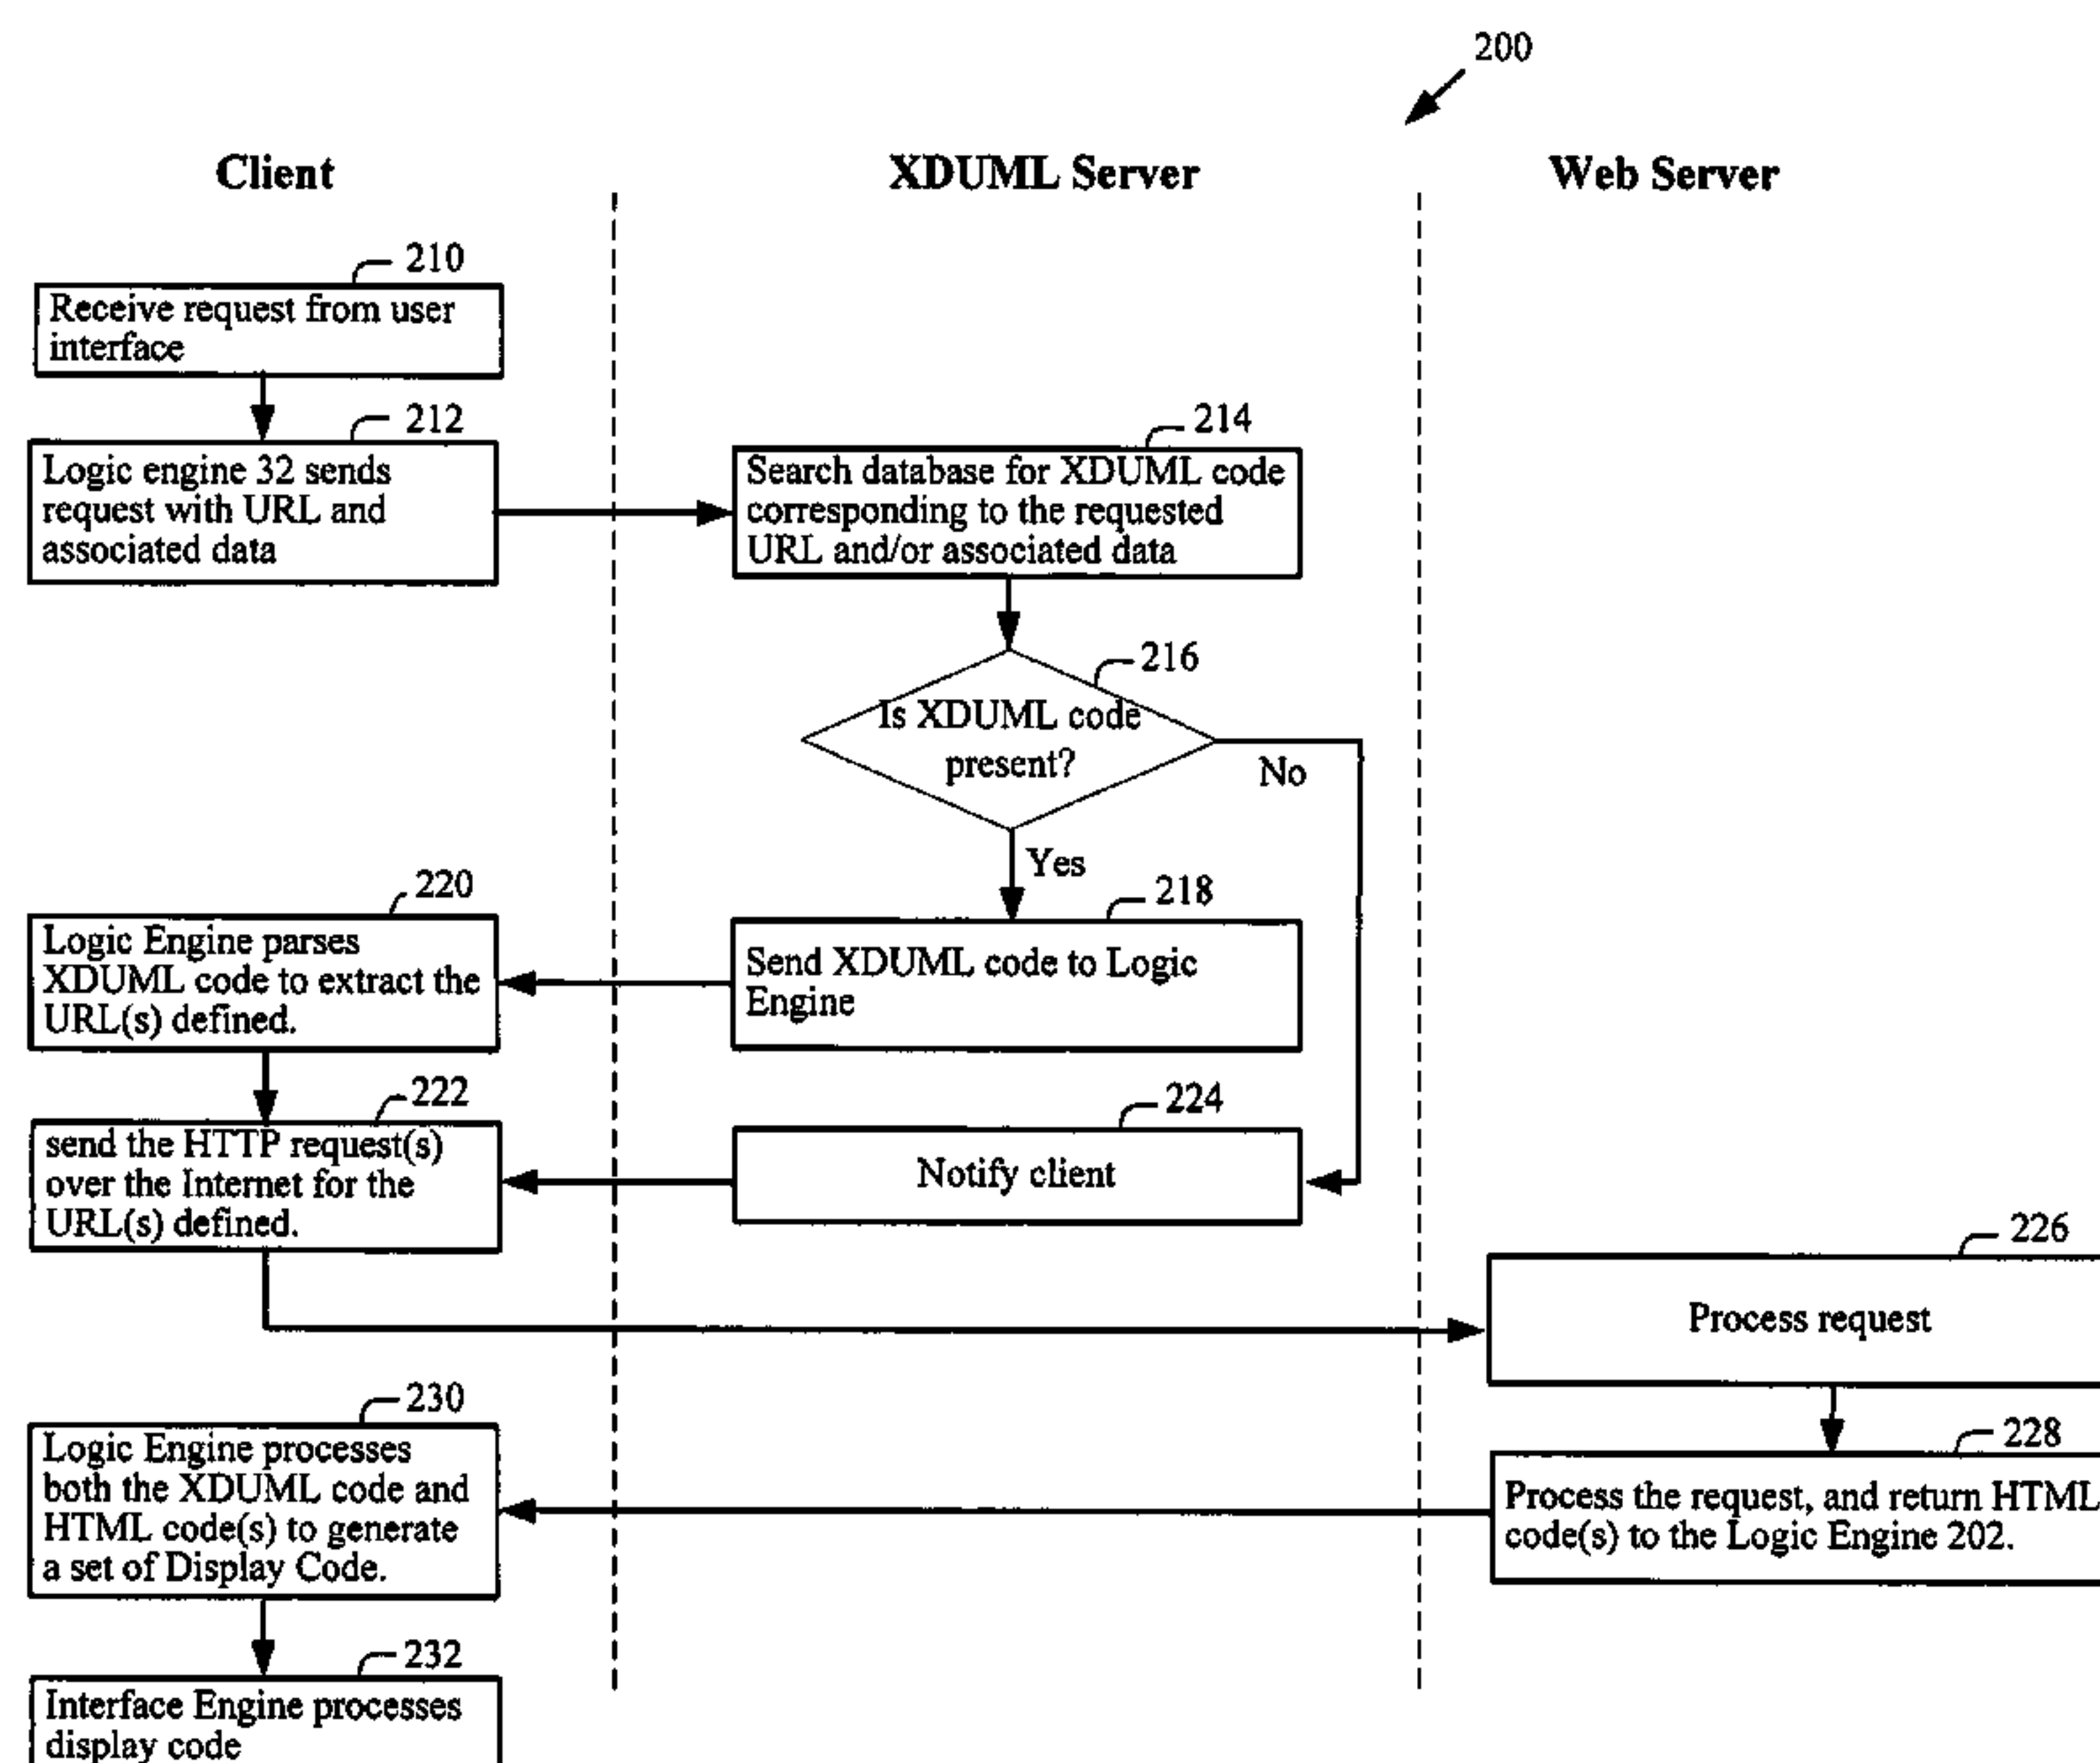 200
Client
XDUML Server
Web Server
210
Receive request from user
interface
212
Logic engine 32 sends
request with URL and
associated data
214
Search database for XDUML code
corresponding to the requested
URL and/or associated data
216
Is XDUML code
present?
No
Yes
218
Send XDUML code to Logic
Engine
220
Logic Engine parses
XDUML code to extract the
URL(s) defined.
222
send the HTTP request(s)
over the Internet for the
URL(s) defined.
224
Notify client
226
Process request
228
Process the request, and return HTML
code(s) to the Logic Engine 202.
230
Logic Engine processes
both the XDUML code and
HTML code(s) to generate
a set of Display Code.
232
Interface Engine processes
display code